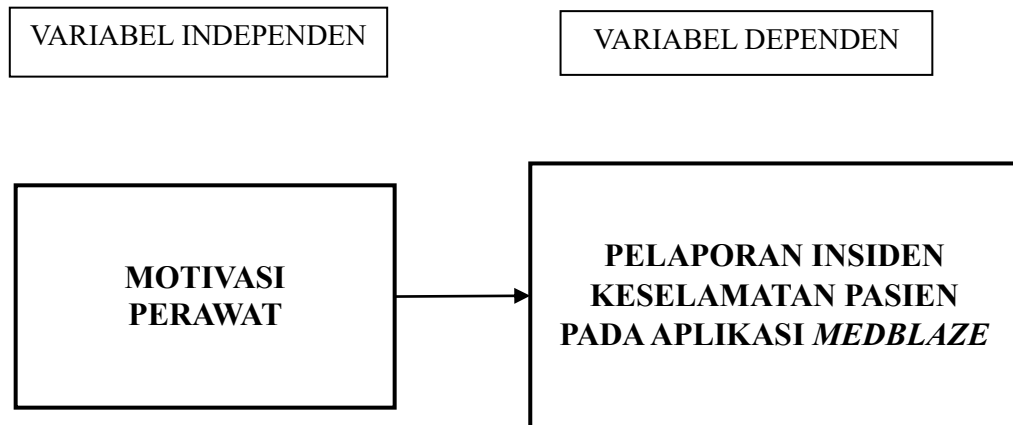 VARIABEL INDEPENDEN
VARIABEL DEPENDEN
MOTIVASI
PERAWAT
PELAPORAN INSIDEN
KESELAMATAN PASIEN
PADA APLIKASI MEDBLAZE